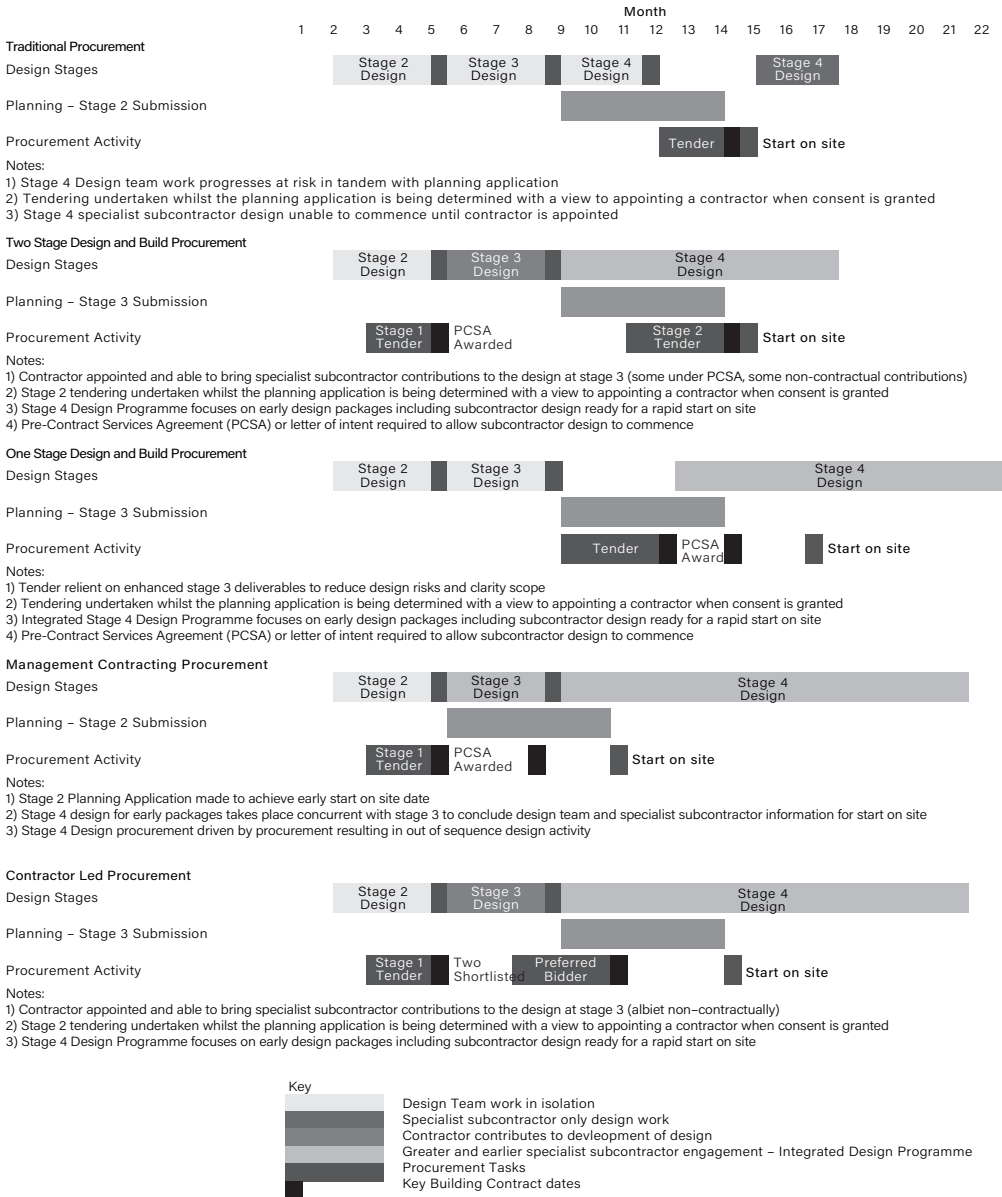 Month
1 2 3 4 5 6 7 8 9 10 11 12 13 14 15 16 17 18 19 20 21 22
Traditional Procurement
Design Stages
Stage 2
Design
Stage 3
Design
Stage 4
Design
Stage 4
Design
Planning – Stage 2 Submission
Procurement Activity
Tender
Start on site
Notes:
1) Stage 4 Design team work progresses at risk in tandem with planning application
2) Tendering undertaken whilst the planning application is being determined with a view to appointing a contractor when consent is granted
3) Stage 4 specialist subcontractor design unable to commence until contractor is appointed
Two Stage Design and Build Procurement
Design Stages
Stage 2
Design
Stage 3
Design
Stage 4
Design
Planning – Stage 3 Submission
Procurement Activity
Stage 1
Tender
PCSA
Awarded
Stage 2
Tender
Start on site
Notes:
1) Contractor appointed and able to bring specialist subcontractor contributions to the design at stage 3 (some under PCSA, some non-contractual contributions)
2) Stage 2 tendering undertaken whilst the planning application is being determined with a view to appointing a contractor when consent is granted
3) Stage 4 Design Programme focuses on early design packages including subcontractor design ready for a rapid start on site
4) Pre-Contract Services Agreement (PCSA) or letter of intent required to allow subcontractor design to commence
One Stage Design and Build Procurement
Design Stages
Stage 2
Design
Stage 3
Design
Stage 4
Design
Planning – Stage 3 Submission
Procurement Activity
Tender
PCSA
Award
Start on site
Notes:
1) Tender relient on enhanced stage 3 deliverables to reduce design risks and clarity scope
2) Tendering undertaken whilst the planning application is being determined with a view to appointing a contractor when consent is granted
3) Integrated Stage 4 Design Programme focuses on early design packages including subcontractor design ready for a rapid start on site
4) Pre-Contract Services Agreement (PCSA) or letter of intent required to allow subcontractor design to commence
Management Contracting Procurement
Design Stages
Stage 2
Design
Stage 3
Design
Stage 4
Design
Planning – Stage 2 Submission
Procurement Activity
Stage 1
Tender
PCSA
Awarded
Start on site
Notes:
1) Stage 2 Planning Application made to achieve early start on site date
2) Stage 4 design for early packages takes place concurrent with stage 3 to conclude design team and specialist subcontractor information for start on site
3) Stage 4 Design procurement driven by procurement resulting in out of sequence design activity
Contractor Led Procurement
Design Stages
Stage 2
Design
Stage 3
Design
Stage 4
Design
Planning – Stage 3 Submission
Procurement Activity
Stage 1
Tender
Two
Shortlisted
Preferred
Bidder
Start on site
Notes:
1) Contractor appointed and able to bring specialist subcontractor contributions to the design at stage 3 (albiet non–contractually)
2) Stage 2 tendering undertaken whilst the planning application is being determined with a view to appointing a contractor when consent is granted
3) Stage 4 Design Programme focuses on early design packages including subcontractor design ready for a rapid start on site
Key
Design Team work in isolation
Specialist subcontractor only design work
Contractor contributes to devleopment of design
Greater and earlier specialist subcontractor engagement – Integrated Design Programme
Procurement Tasks
Key Building Contract dates